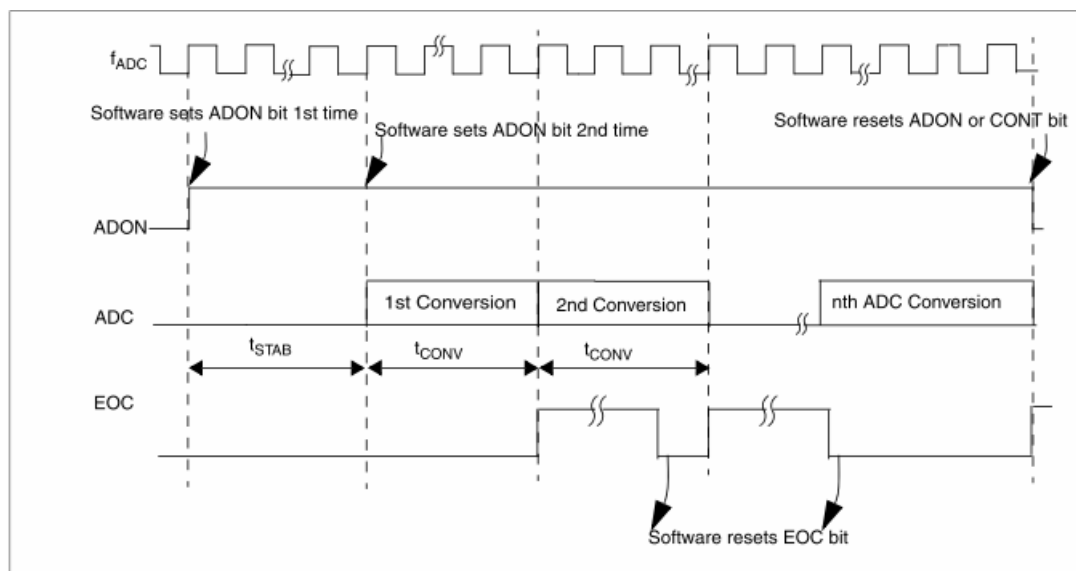 fADC
Software sets ADON bit 1st time
Software sets ADON bit 2nd time
Software resets ADON or CONT bit
ADON
ADC
1st Conversion
2nd Conversion
nth ADC Conversion
tSTAB
tCONV
tCONV
EOC
Software resets EOC bit